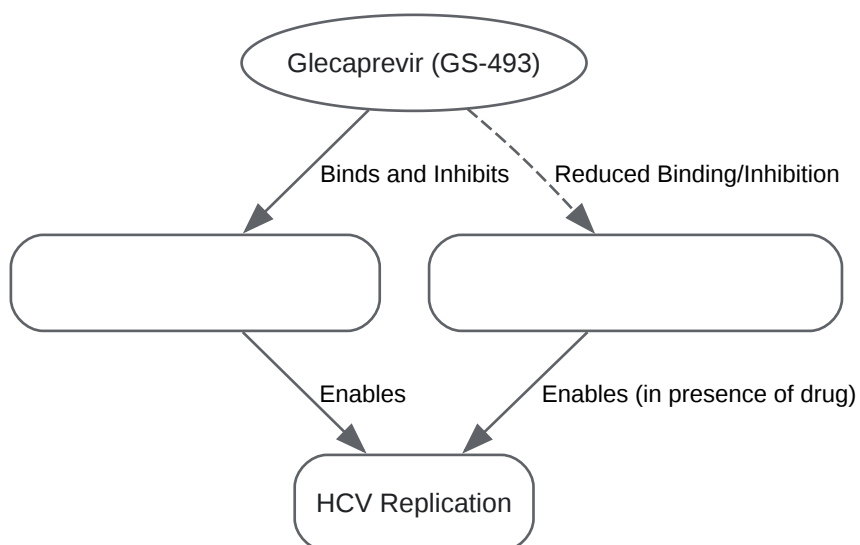 Glecaprevir (GS-493)
Binds and Inhibits
Reduced Binding/Inhibition
Enables
Enables (in presence of drug)
HCV Replication